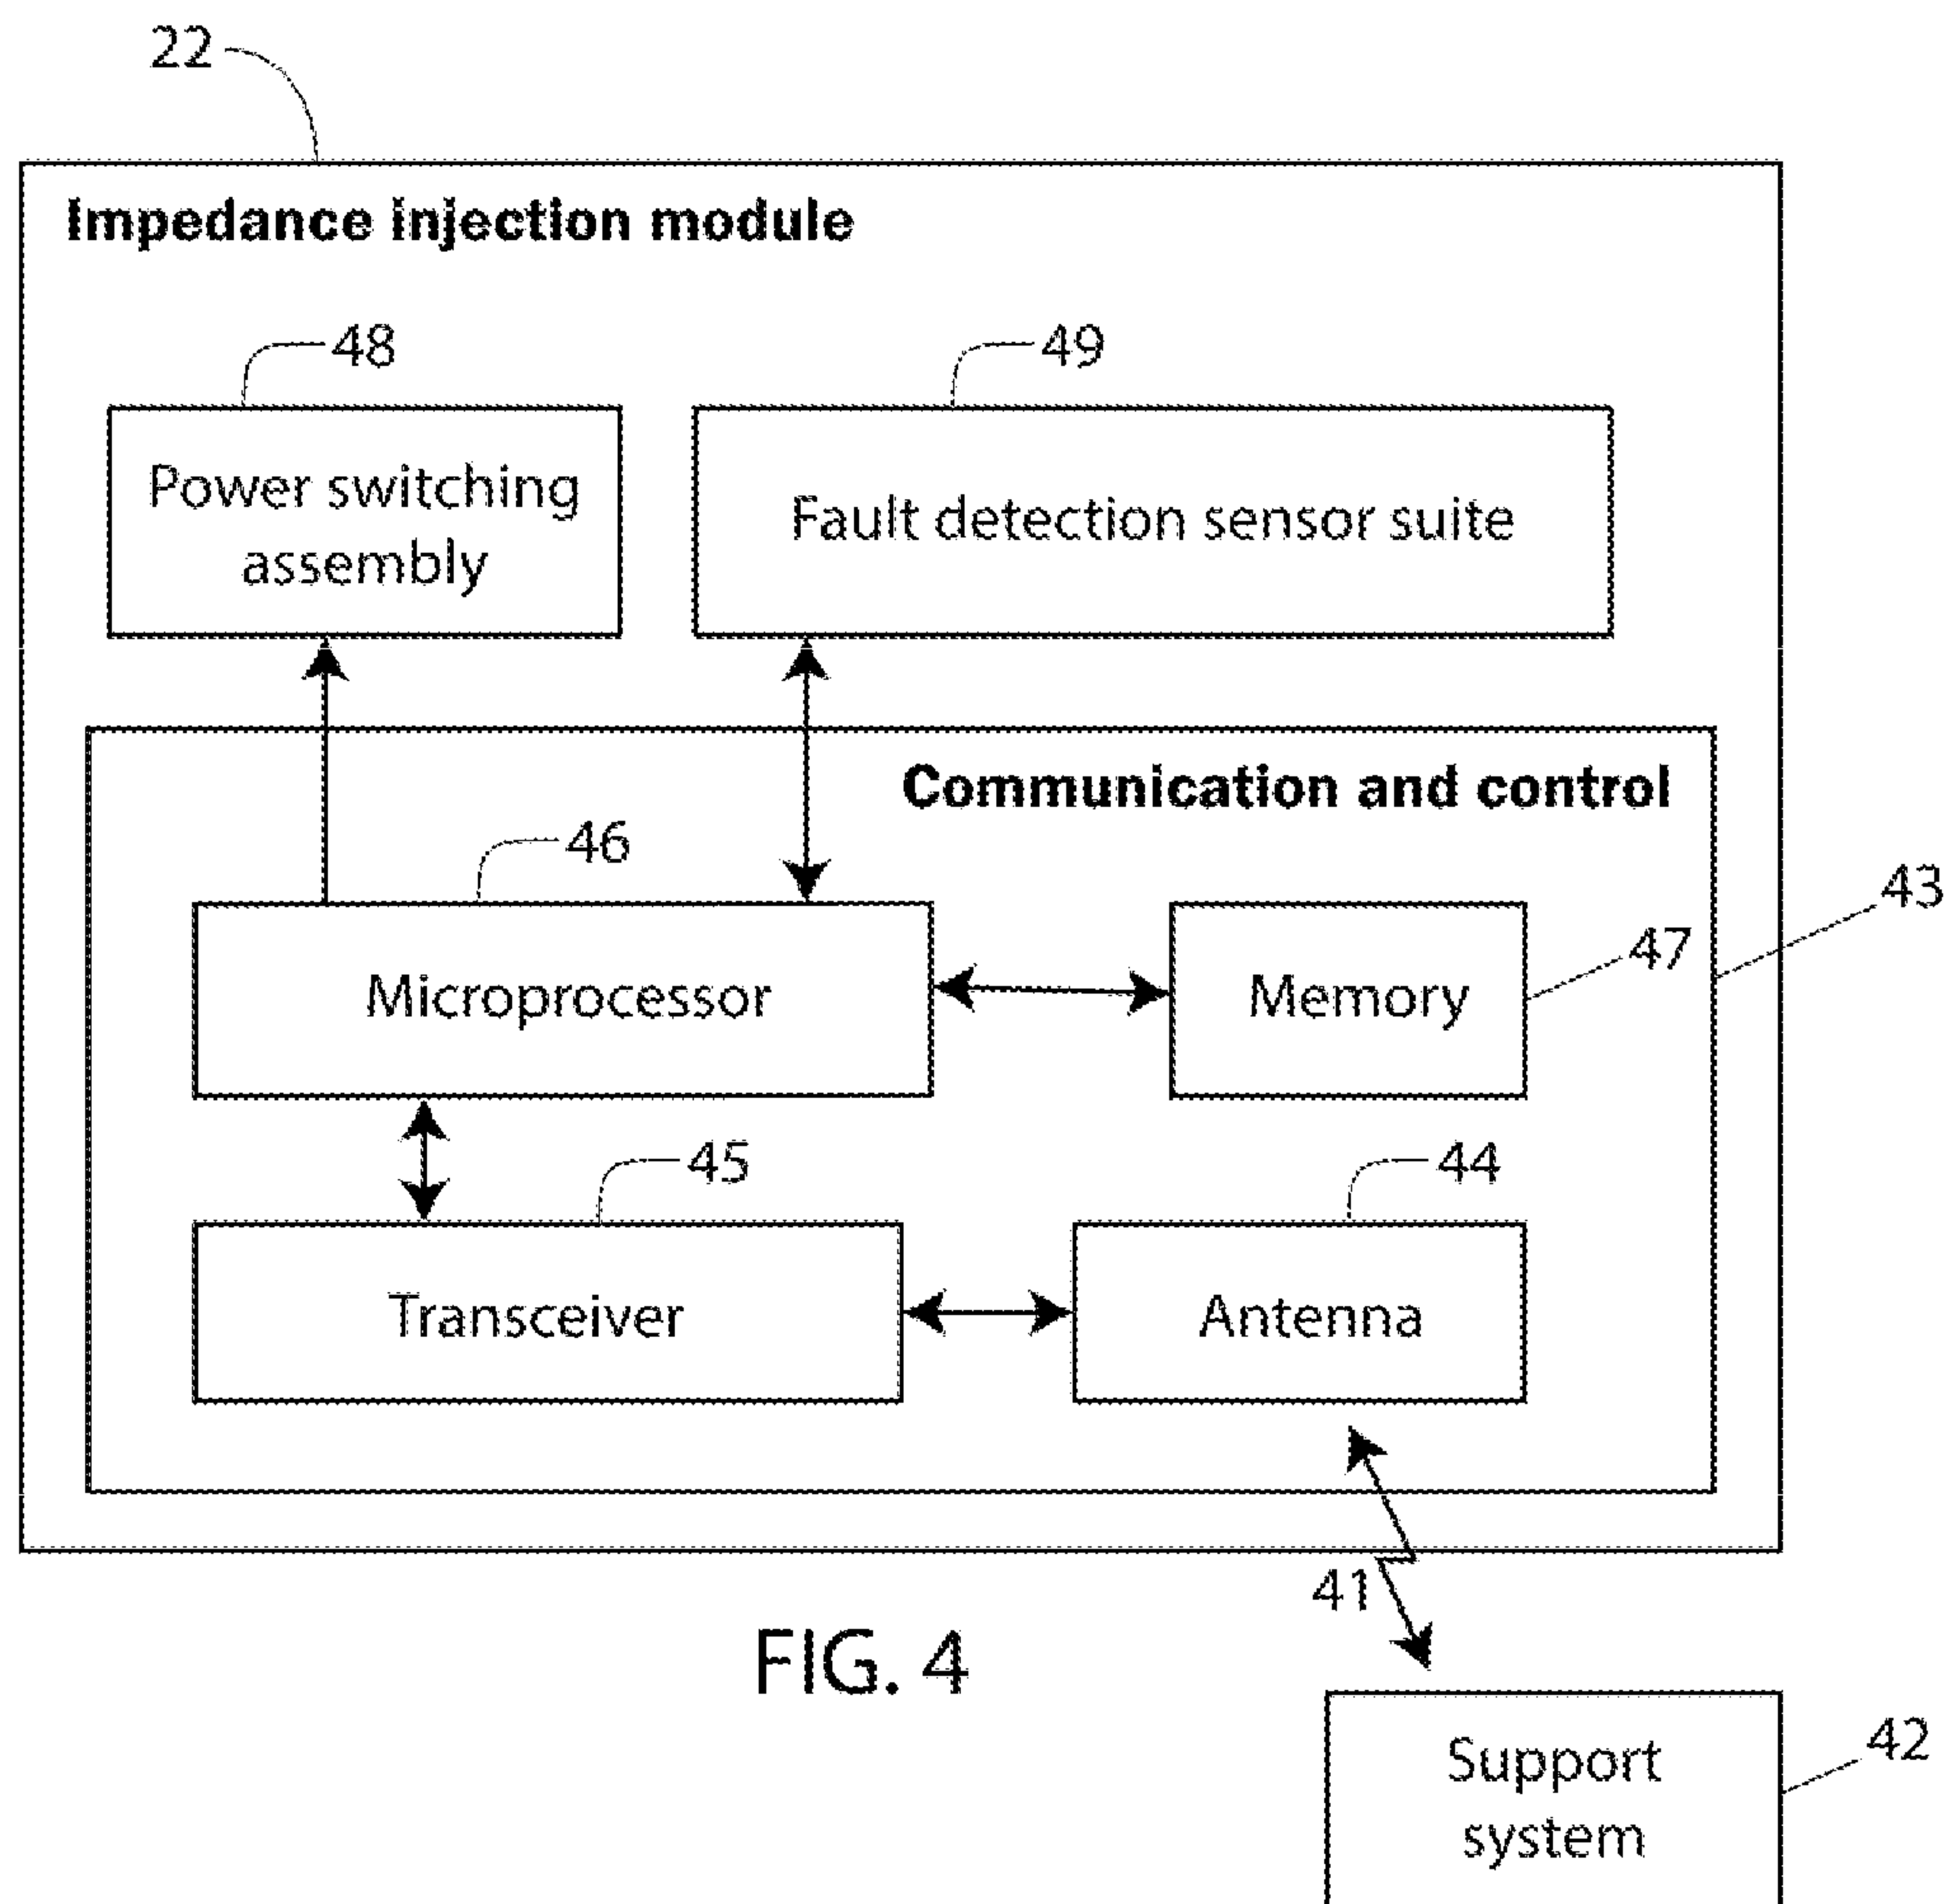 22
Impedance injection module
48
49
Power switching
assembly
Fault detection sensor suite
Communication and control
46
43
47
Microprocessor
Memory
45
44
Transceiver
Antenna
41
FIG. 4
42
Support
system